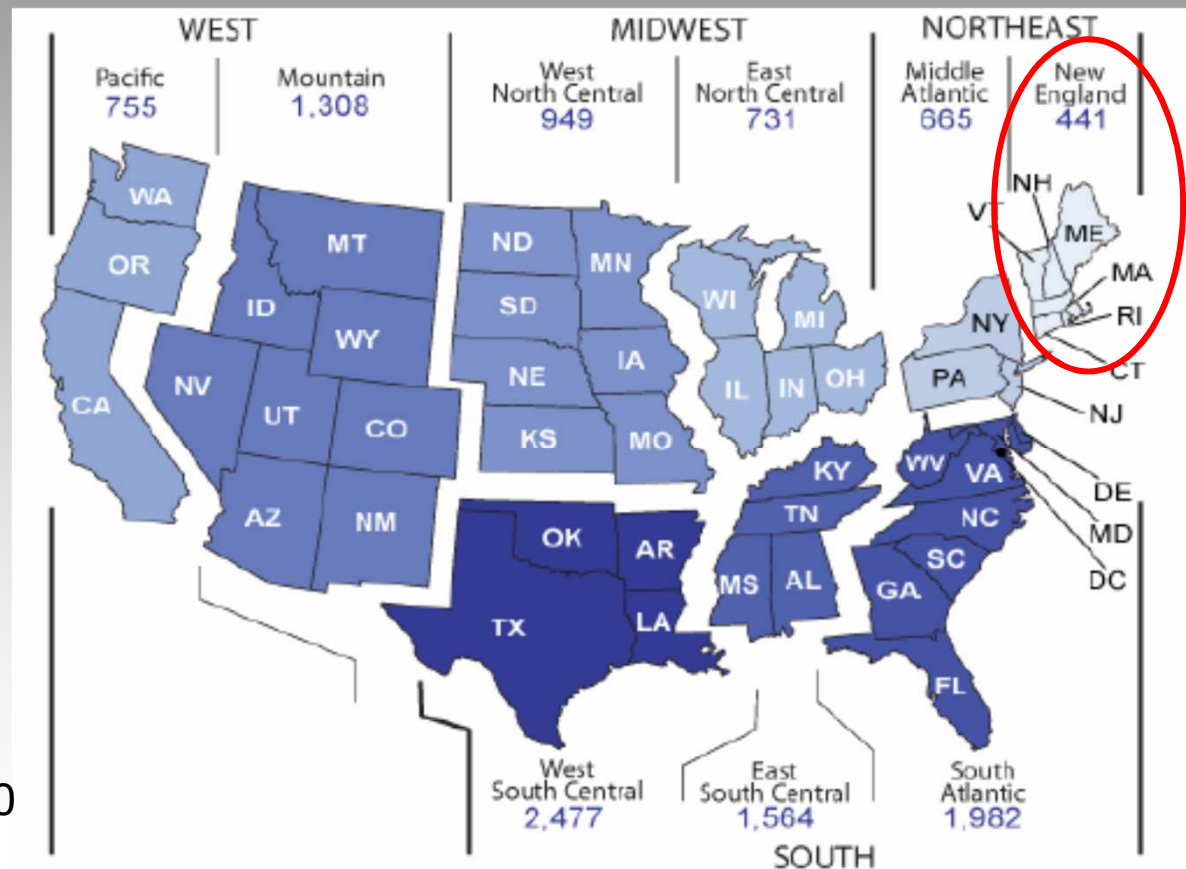 WEST
MIDWEST
NORTHEAST
Pacific
755
Mountain
1,308
West
North Central
949
East
North Central
731
Middle
Atlantic
665
New
England
441
WA
OR
CA
MT
ID
WY
NV
UT
CO
AZ
NM
ND
SD
NE
KS
MN
IA
MO
WI
MI
IL
IN
OH
NH
VT
ME
MA
RI
CT
NY
PA
NJ
OK
AR
TX
LA
KY
TN
MS
AL
WV
VA
NC
SC
GA
FL
DE
MD
DC
0
West
South Central
2,477
East
South Central
1,564
South
Atlantic
1,982
SOUTH